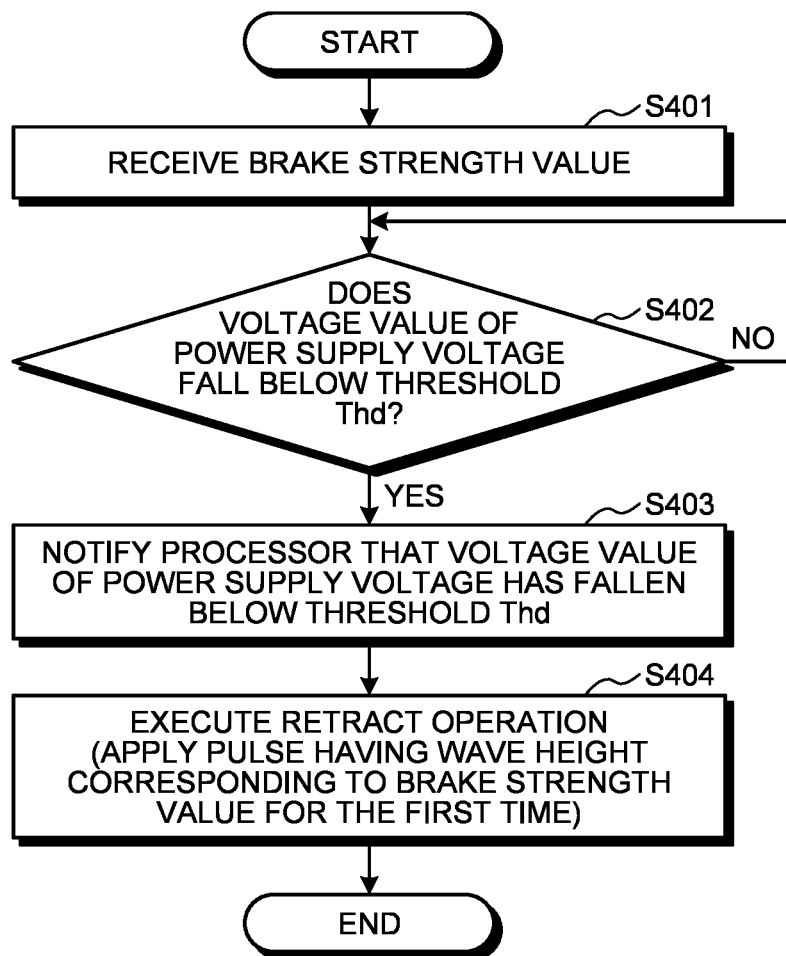 START
S401
RECEIVE BRAKE STRENGTH VALUE
S402
DOES
VOLTAGE VALUE OF
POWER SUPPLY VOLTAGE
FALL BELOW THRESHOLD
Thd?
NO
YES
S403
NOTIFY PROCESSOR THAT VOLTAGE VALUE
OF POWER SUPPLY VOLTAGE HAS FALLEN
BELOW THRESHOLD Thd
S404
EXECUTE RETRACT OPERATION
(APPLY PULSE HAVING WAVE HEIGHT
CORRESPONDING TO BRAKE STRENGTH
VALUE FOR THE FIRST TIME)
END